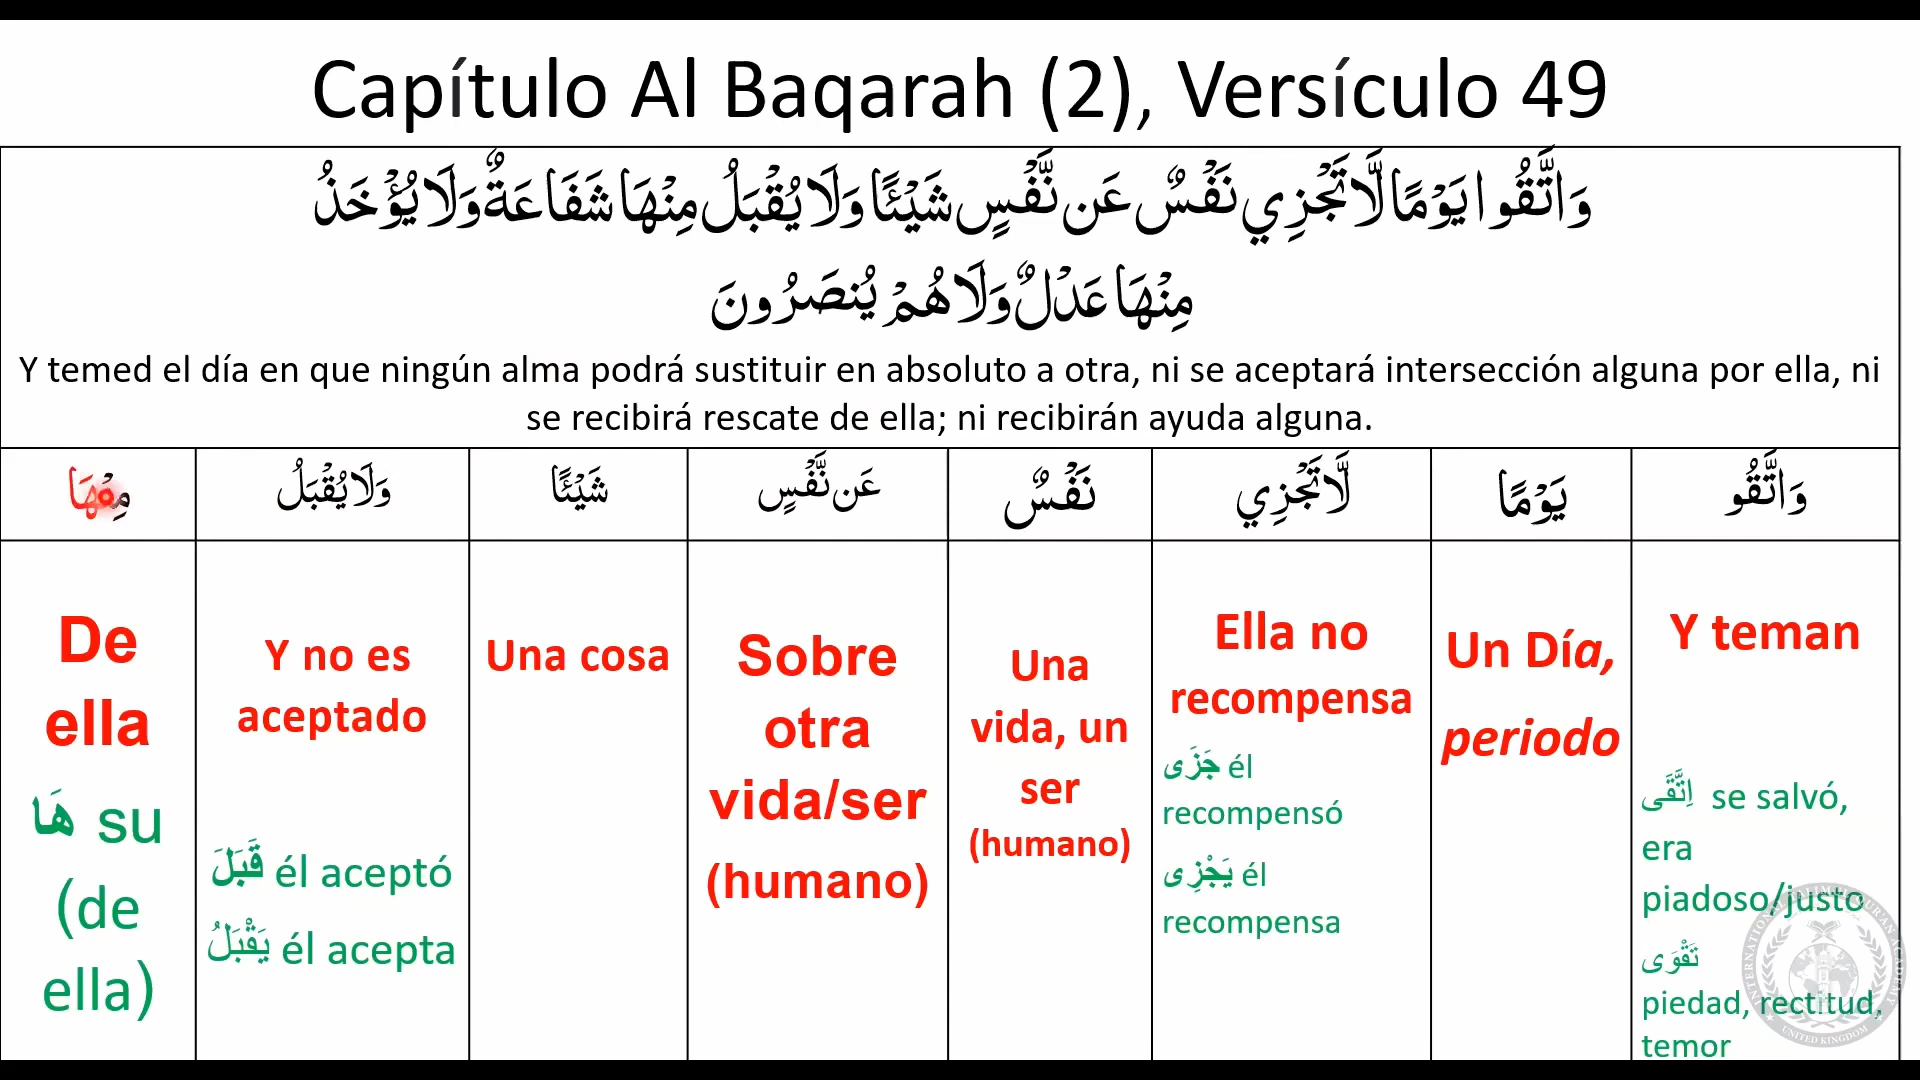 Capítulo Al Baqarah (2), Versículo 49
وَاتَّقُوا يَوْمًا لَّا تَجْزِي نَفْسٌ عَن نَّفْسٍ شَيْئًا وَلَا يُقْبَلُ مِنْهَا شَفَاعَةٌ وَلَا يُؤْخَذُ
مِنْهَا عَدْلٌ وَلَا هُمْ يُنصَرُونَ
Y temed el día en que ningún alma podrá sustituir en absoluto a otra, ni se aceptará intersección alguna por ella, ni
se recibirá rescate de ella; ni recibirán ayuda alguna.
وَاتَّقُو
يَوْمًا
لَّا تَجْزِي
نَفْسٌ
عَن نَّفْسٍ
شَيْئًا
وَلَا يُقْبَلُ
مِنْهَا
Y teman
اِتَّقَى se salvó,
era
piadoso/justo
تَقْوَى
piedad, rectitud,
temor
Un Día,
periodo
Ella no
recompensa
جَزَى él
recompensó
يَجْزِى él
recompensa
Una
vida, un
ser
(humano)
Sobre
otra
vida/ser
(humano)
Una cosa
Y no es
aceptado
قَبَلَ él aceptó
يَقْبَلُ él acepta
De
ella
هَا su
(de
ella)
UNITED KINGDOM